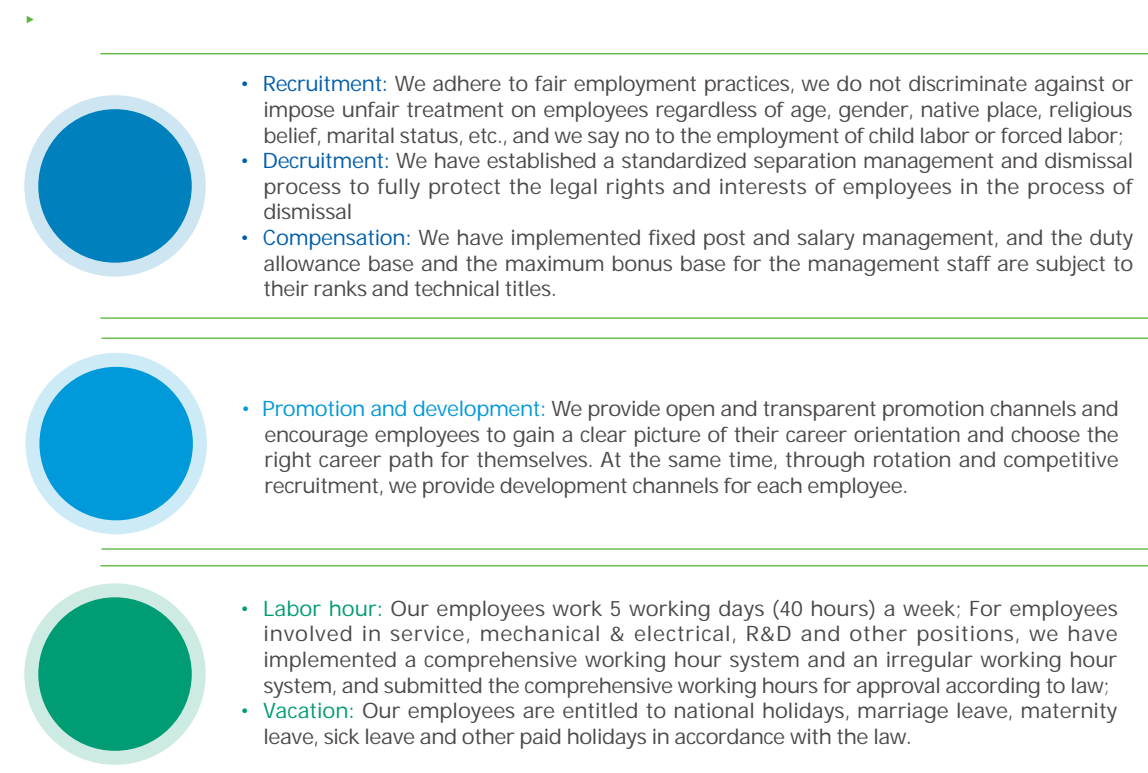 • Recruitment: We adhere to fair employment practices, we do not discriminate against or
impose unfair treatment on employees regardless of age, gender, native place, religious
belief, marital status, etc., and we say no to the employment of child labor or forced labor;
• Decruitment: We have established a standardized separation management and dismissal
process to fully protect the legal rights and interests of employees in the process of
dismissal
• Compensation: We have implemented fixed post and salary management, and the duty
allowance base and the maximum bonus base for the management staff are subject to
their ranks and technical titles.
• Promotion and development: We provide open and transparent promotion channels and
encourage employees to gain a clear picture of their career orientation and choose the
right career path for themselves. At the same time, through rotation and competitive
recruitment, we provide development channels for each employee.
• Labor hour: Our employees work 5 working days (40 hours) a week; For employees
involved in service, mechanical & electrical, R&D and other positions, we have
implemented a comprehensive working hour system and an irregular working hour
system, and submitted the comprehensive working hours for approval according to law;
• Vacation: Our employees are entitled to national holidays, marriage leave, maternity
leave, sick leave and other paid holidays in accordance with the law.